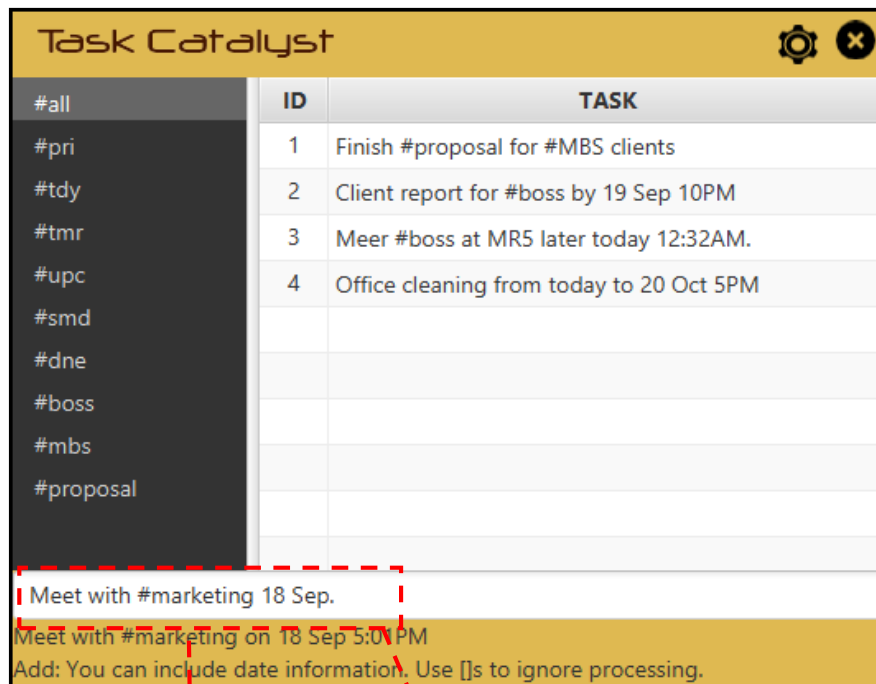 Task Catalyst
#all
#pri
#tdy
#tmr
#upc
#smd
#dne
#boss
#mbs
#proposal
ID TASK
1 Finish #proposal for #MBS clients
2 Client report for #boss by 19 Sep 10PM
3 Meer #boss at MR5 later today 12:32AM.
4 Office cleaning from today to 20 Oct 5PM
Meet with #marketing 18 Sep.
Meet with #marketing on 18 Sep 5:01PM
Add: You can include date information. Use []s to ignore processing.